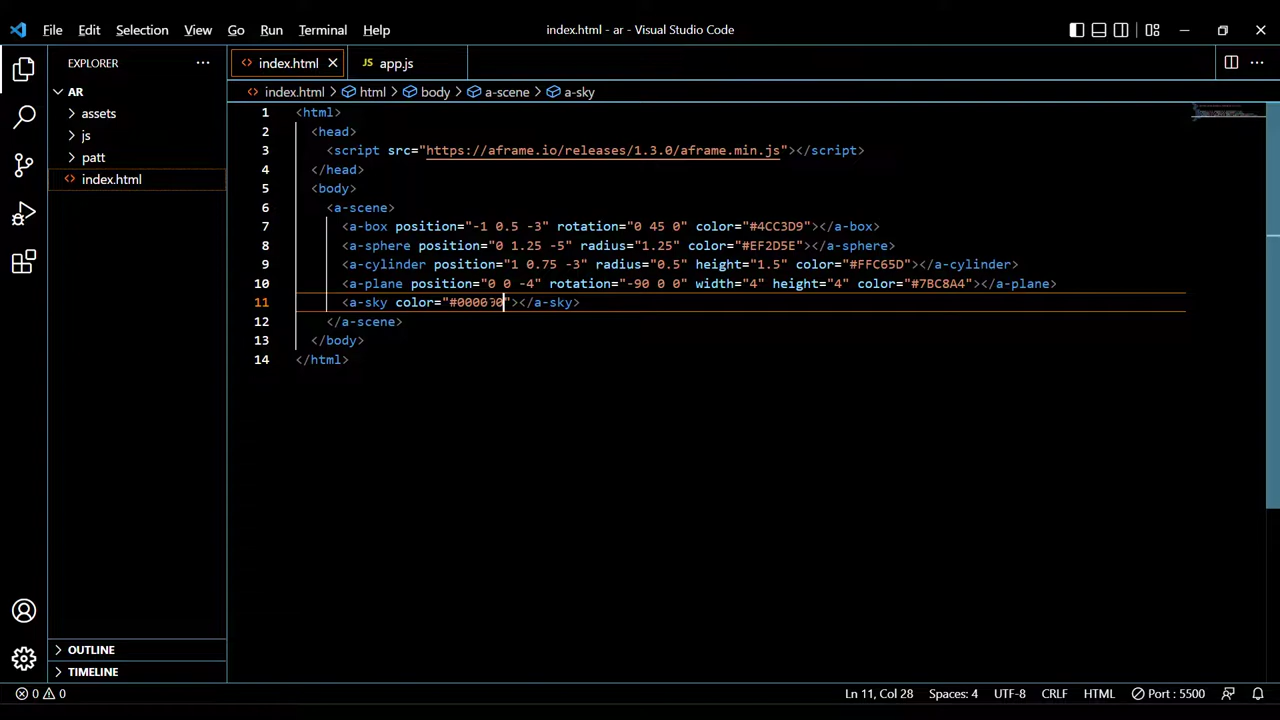 File Edit Selection View Go Run Terminal Help
index.html - ar - Visual Studio Code
EXPLORER
index.html
JS app.js
index.html > html > body > a-scene > a-sky
AR
assets
js
patt
index.html
1 <html>
2 <head>
3 <script src="https://aframe.io/releases/1.3.0/aframe.min.js"></script>
4 </head>
5 <body>
6 <a-scene>
7 <a-box position="-1 0.5 -3" rotation="0 45 0" color="#4CC3D9"></a-box>
8 <a-sphere position="0 1.25 -5" radius="1.25" color="#EF2D5E"></a-sphere>
9 <a-cylinder position="1 0.75 -3" radius="0.5" height="1.5" color="#FFC65D"></a-cylinder>
10 <a-plane position="0 0 -4" rotation="-90 0 0" width="4" height="4" color="#7BC8A4"></a-plane>
11 <a-sky color="#000000"></a-sky>
12 </a-scene>
13 </body>
14 </html>
OUTLINE
TIMELINE
0 0
Ln 11, Col 28 Spaces: 4 UTF-8 CRLF HTML Port : 5500